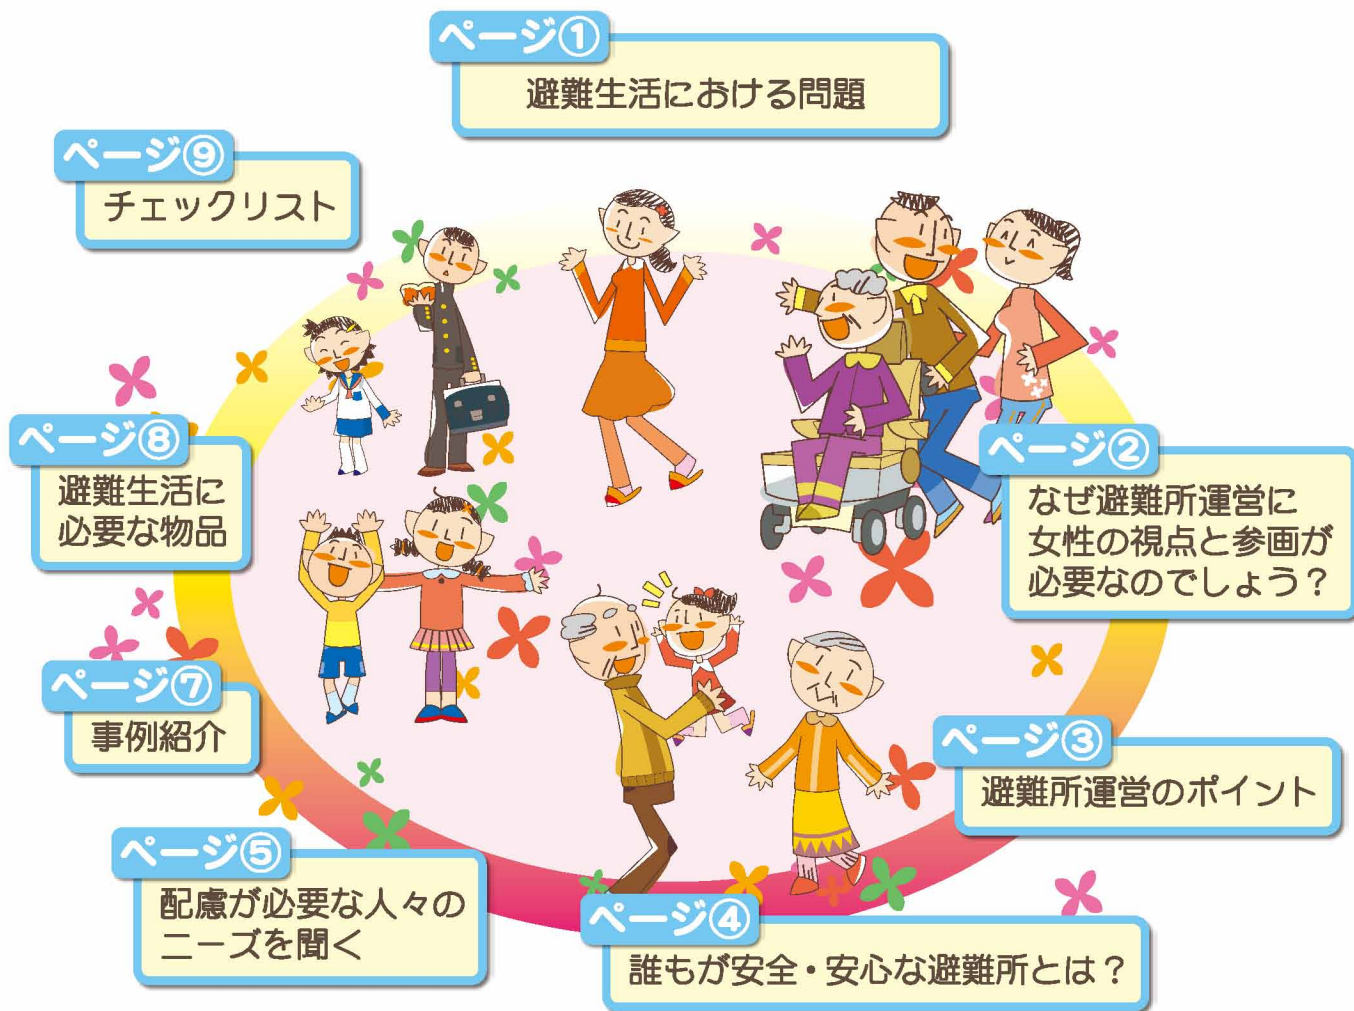 ページ①
避難生活における問題
ページ②
なぜ避難所運営に
女性の視点と参画が
必要なのでしょう？
ページ③
避難所運営のポイント
ページ④
誰もが安全・安心な避難所とは？
ページ⑤
配慮が必要な人々の
ニーズを聞く
ページ⑦
事例紹介
ページ⑧
避難生活に
必要な物品
ページ⑨
チェックリスト